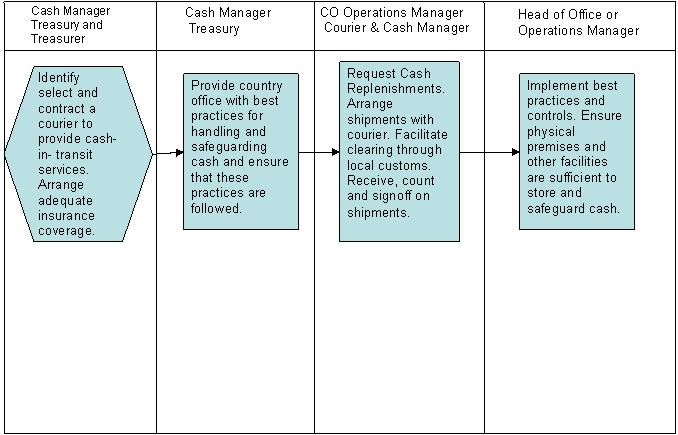 Cash Manager
Treasury and
Treasurer
Cash Manager
Treasury
CO Operations Manager
Courier & Cash Manager
Head of Office or
Operations Manager
Identify
select and
contract a
courier to
provide cash-
in- transit
services.
Arrange
adequate
insurance
coverage.
Provide country
office with best
practices for
handling and
safeguarding
cash and ensure
that these
practices are
followed.
Request Cash
Replenishments.
Arrange
shipments with
courier. Facilitate
clearing through
local customs.
Receive, count
and signoff on
shipments.
Implement best
practices and
controls. Ensure
physical
premises and
other facilities
are sufficient to
store and
safeguard cash.